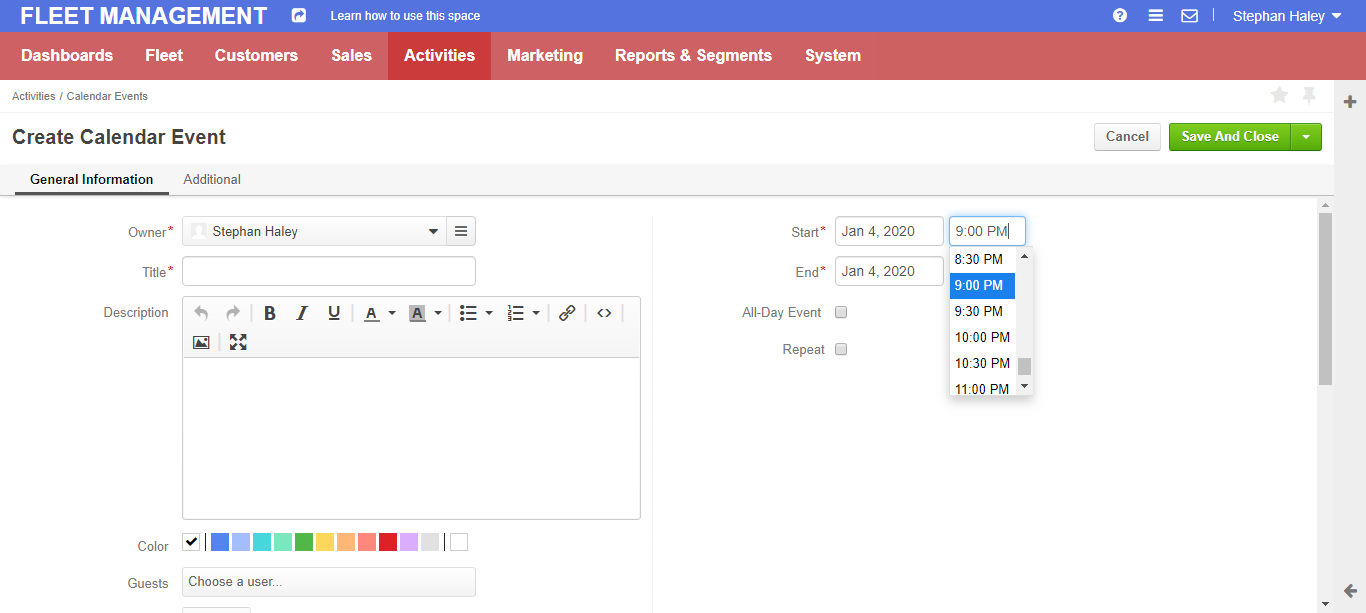 FLEET MANAGEMENT Learn how to use this space Stephan Haley
Dashboards Fleet Customers Sales Activities Marketing Reports & Segments System
Activities / Calendar Events
Create Calendar Event Cancel Save And Close
General Information Additional
Owner* Stephan Haley
Title*
Description
B I U A A
Color
Guests Choose a user...
Start* Jan 4, 2020 9:00 PM
End* Jan 4, 2020
All-Day Event
Repeat
8:30 PM
9:00 PM
9:30 PM
10:00 PM
10:30 PM
11:00 PM